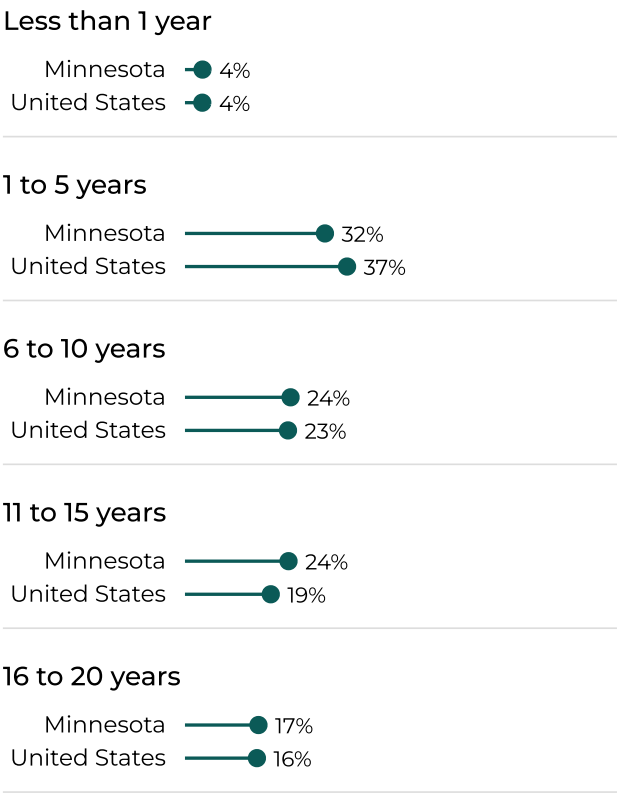 Less than 1 year
Minnesota 4%
United States 4%
1 to 5 years
Minnesota 32%
United States 37%
6 to 10 years
Minnesota 24%
United States 23%
11 to 15 years
Minnesota 24%
United States 19%
16 to 20 years
Minnesota 17%
United States 16%